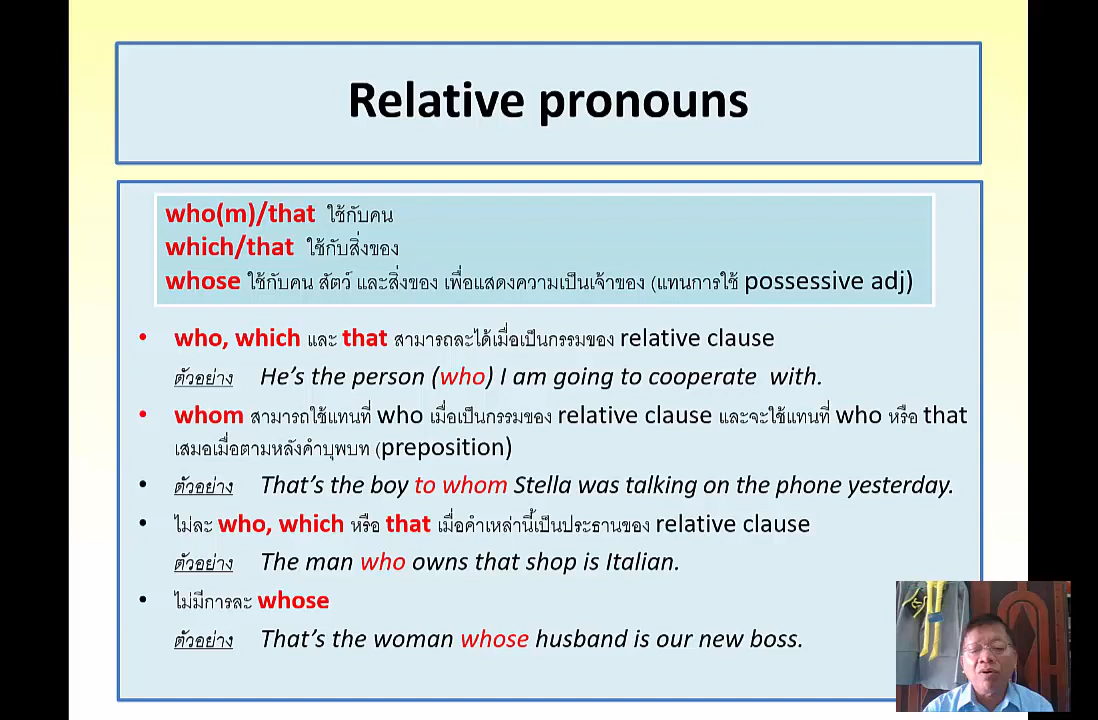 Relative pronouns
who(m)/that ใช้กับคน
which/that ใช้กับสิ่งของ
whose ใช้กับคน สัตว์ และสิ่งของ เพื่อแสดงความเป็นเจ้าของ (แทนการใช้ possessive adj)
• who, which และ that สามารถละได้เมื่อเป็นกรรมของ relative clause
ตัวอย่าง He's the person (who) I am going to cooperate with.
• whom สามารถใช้แทนที่ who เมื่อเป็นกรรมของ relative clause และจะใช้แทนที่ who หรือ that
เสมอเมื่อตามหลังคำบุพบท (preposition)
• ตัวอย่าง That's the boy to whom Stella was talking on the phone yesterday.
• ไม่ละ who, which หรือ that เมื่อคำเหล่านี้เป็นประธานของ relative clause
ตัวอย่าง The man who owns that shop is Italian.
• ไม่มีการละ whose
ตัวอย่าง That's the woman whose husband is our new boss.